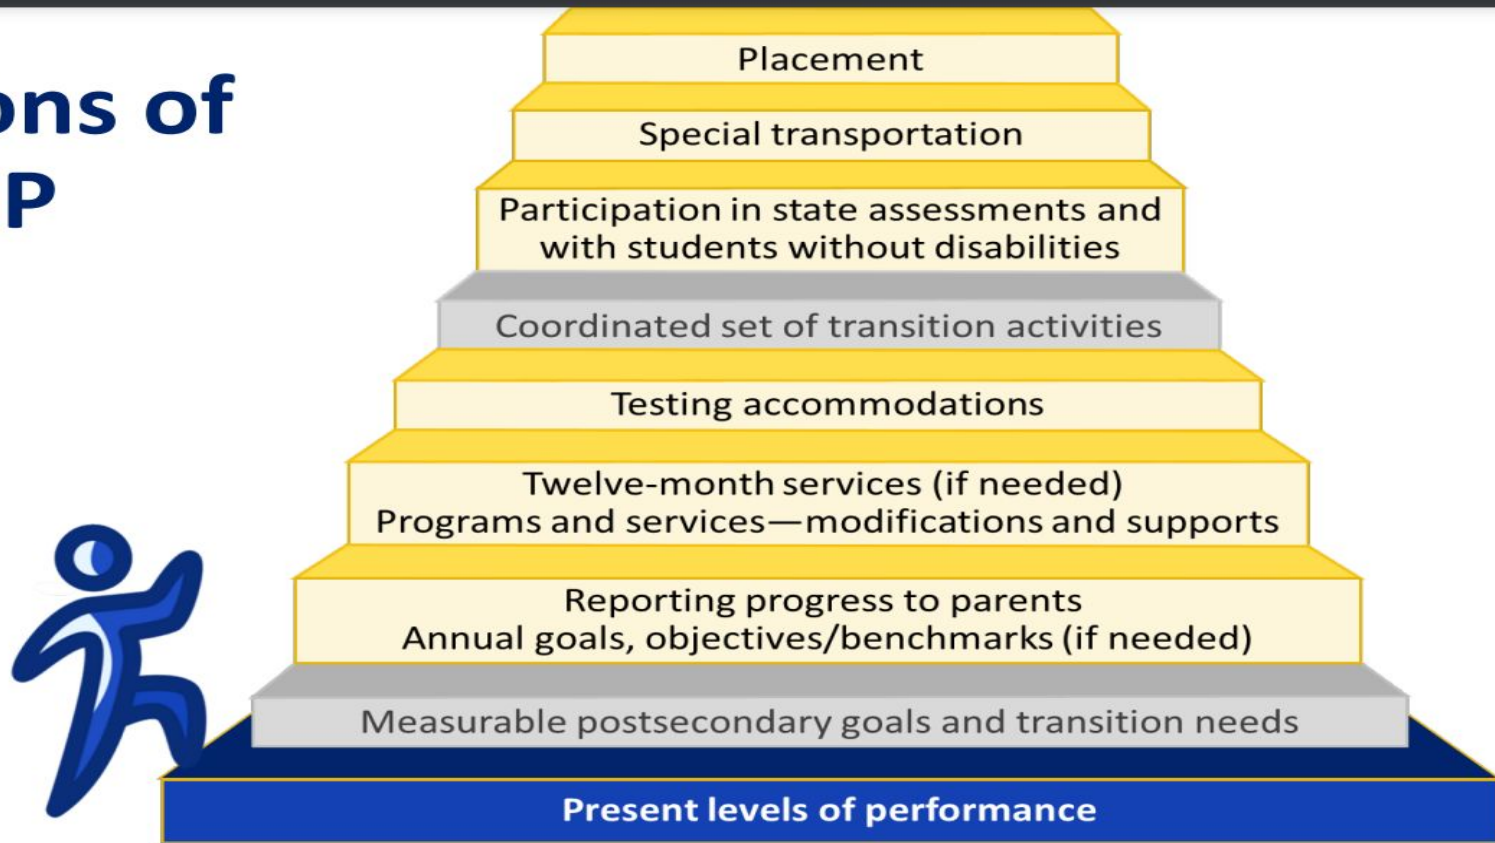 ons of
P
Placement
Special transportation
Participation in state assessments and
with students without disabilities
Coordinated set of transition activities
Testing accommodations
Twelve-month services (if needed)
Programs and services—modifications and supports
Reporting progress to parents
Annual goals, objectives/benchmarks (if needed)
Measurable postsecondary goals and transition needs
Present levels of performance